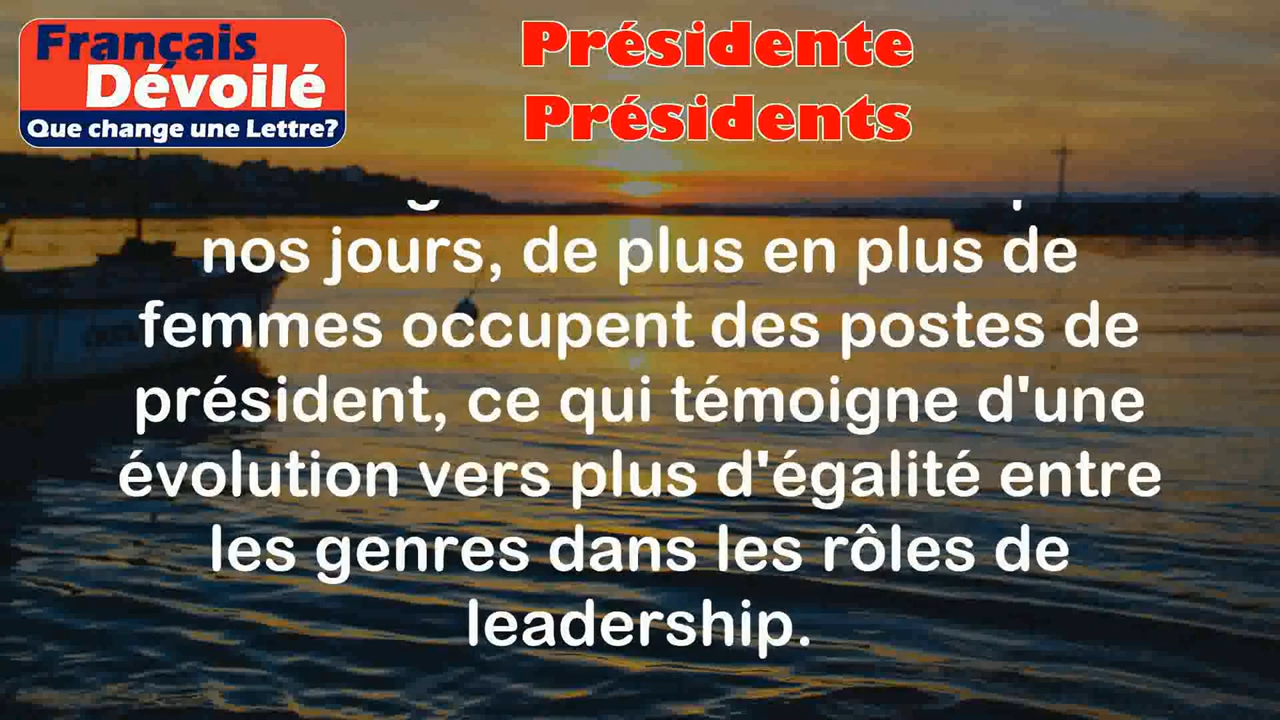 Français
Dévoilé
Que change une Lettre?
Présidente
Présidents
nos jours, de plus en plus de
femmes occupent des postes de
président, ce qui témoigne d'une
évolution vers plus d'égalité entre
les genres dans les rôles de
leadership.